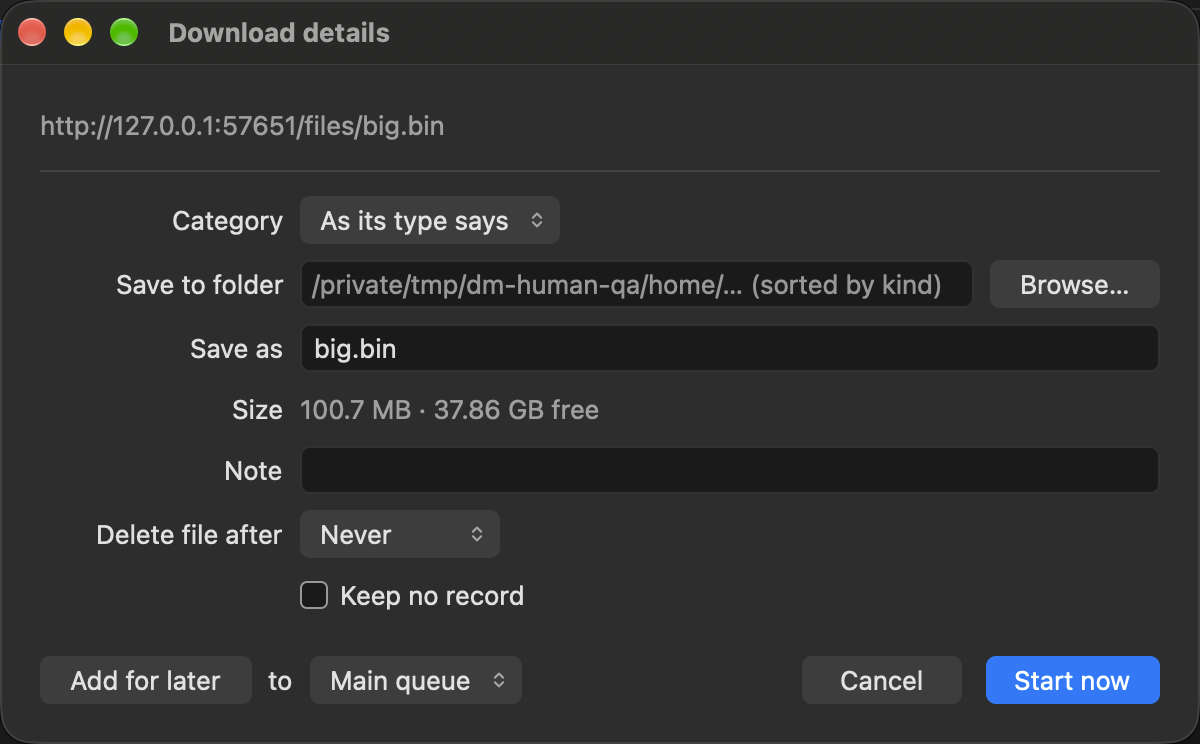 Download details
http://127.0.0.1:57651/files/big.bin
Category As its type says
Save to folder /private/tmp/dm-human-qa/home/... (sorted by kind) Browse...
Save as big.bin
Size 100.7 MB · 37.86 GB free
Note
Delete file after Never
Keep no record
Add for later to Main queue Cancel Start now